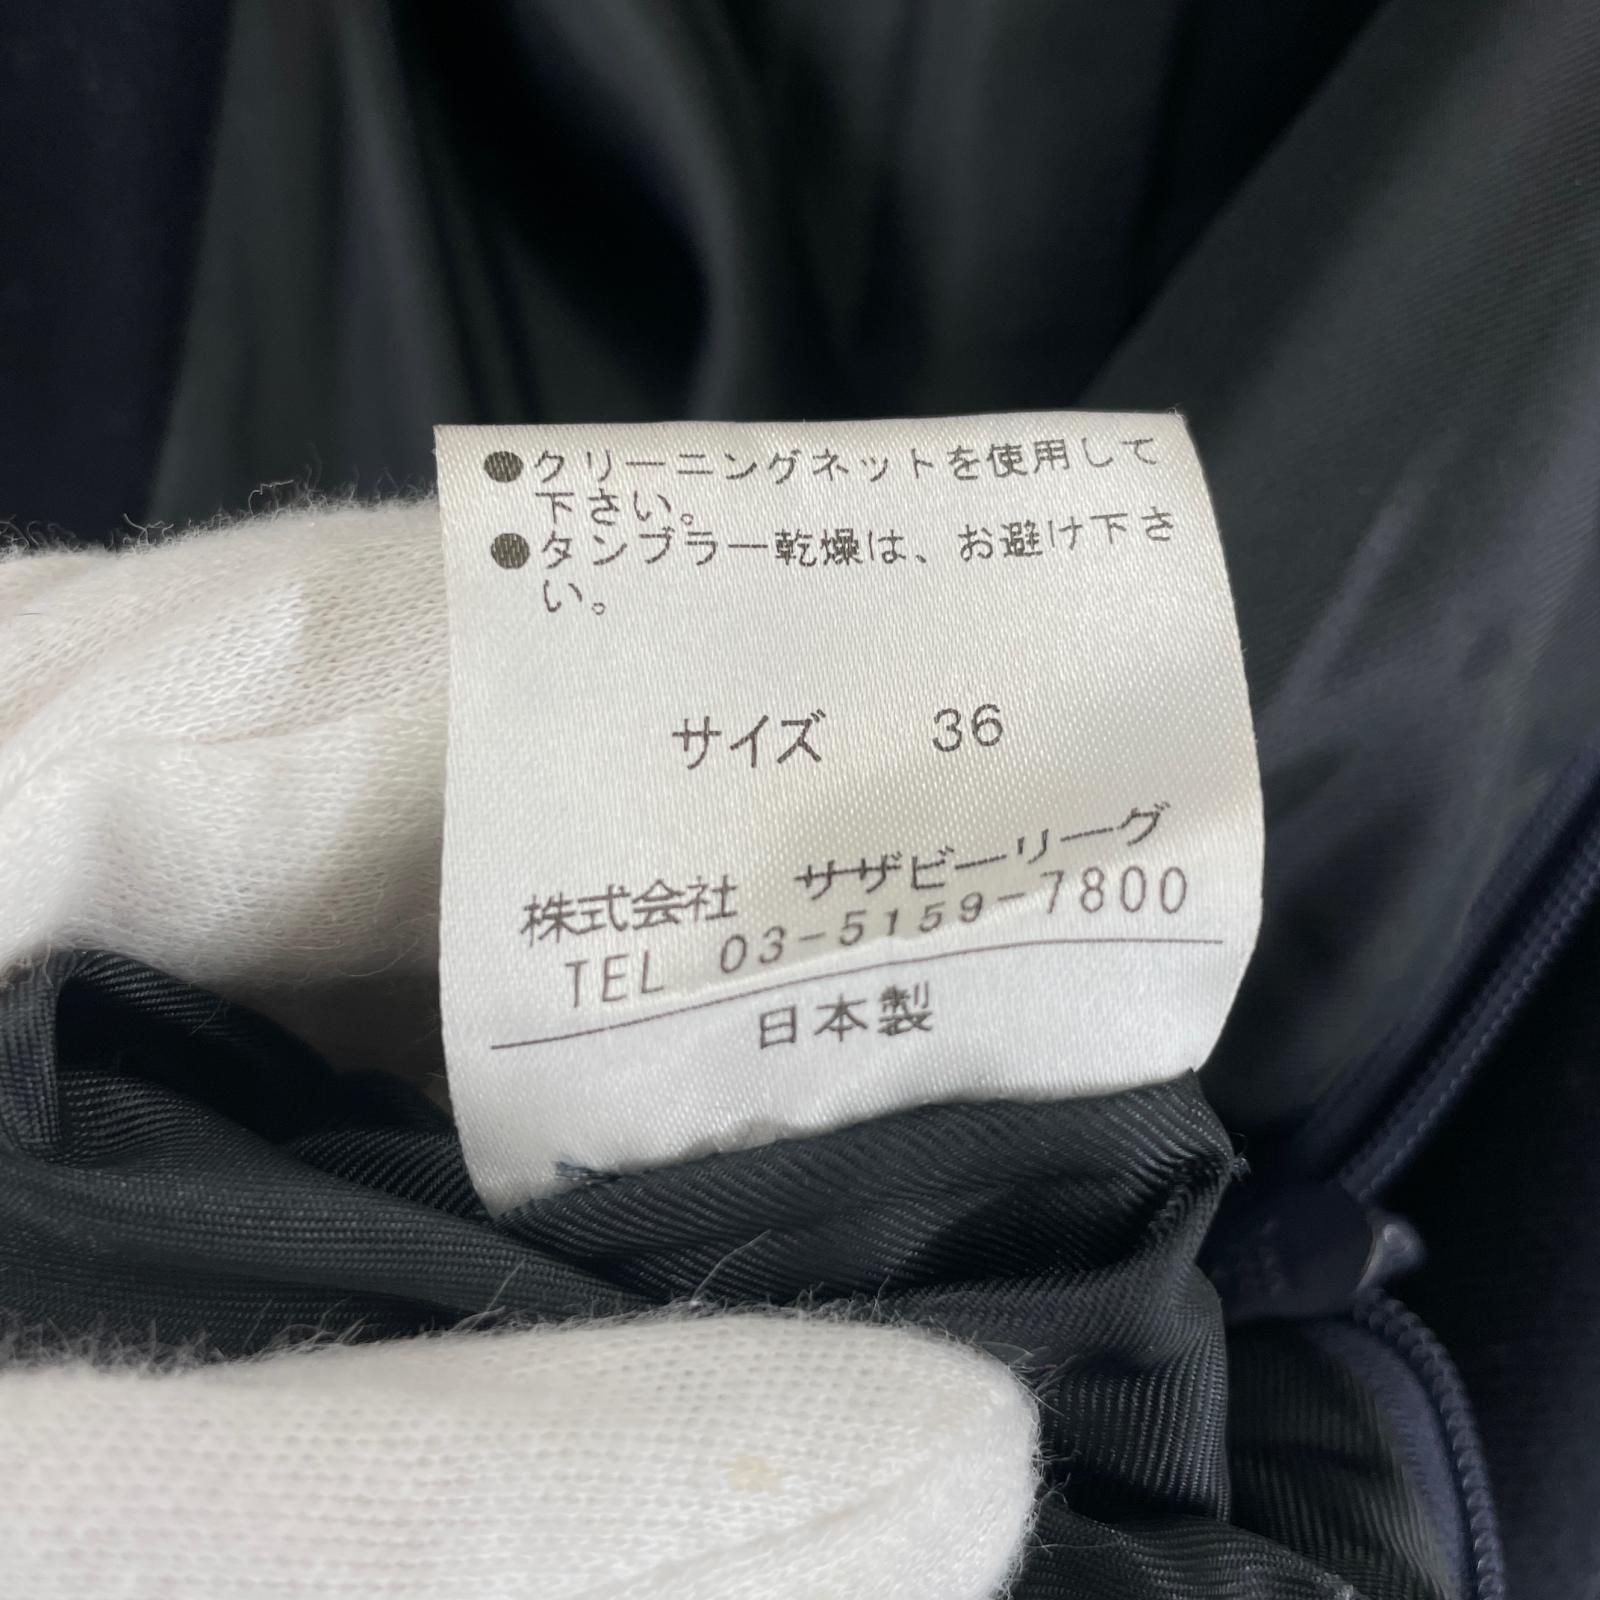 ●クリーニングネットを使用して
下さい。
●タンブラー乾燥は、お避け下さ
い。
サイズ 36
株式会社 サザビーリーグ
TEL 03-5159-7800
日本製